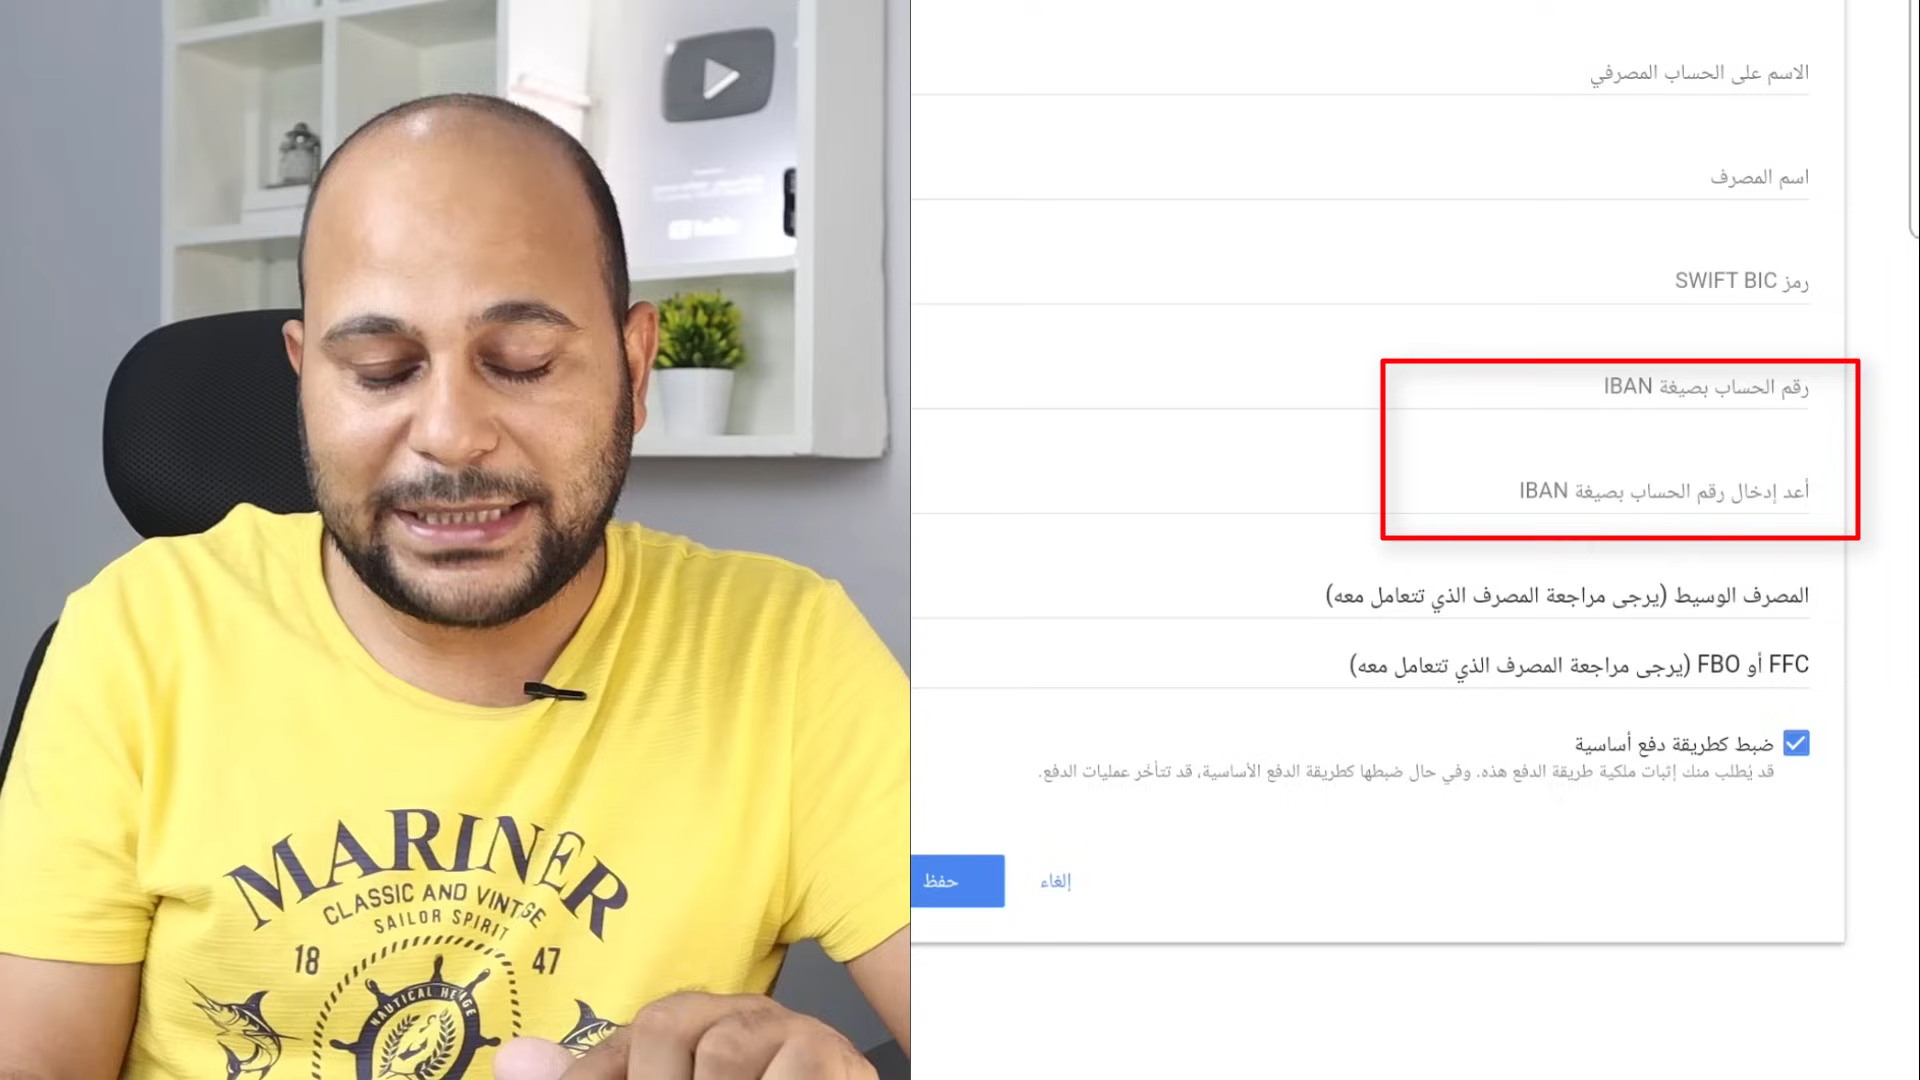 الاسم على الحساب المصرفي
اسم المصرف
رمز SWIFT BIC
رقم الحساب بصيغة IBAN
أعد إدخال رقم الحساب بصيغة IBAN
المصرف الوسيط (يرجى مراجعة المصرف الذي تتعامل معه)
FFC أو FBO (يرجى مراجعة المصرف الذي تتعامل معه)
ضبط كطريقة دفع أساسية
قد يُطلب منك إثبات ملكية طريقة الدفع هذه. وفي حال ضبطها كطريقة الدفع الأساسية، قد تتأخر عمليات الدفع.
إلغاء
حفظ
MARINER
CLASSIC AND VINTAGE
SAILOR SPIRIT
18 47
NAUTICAL